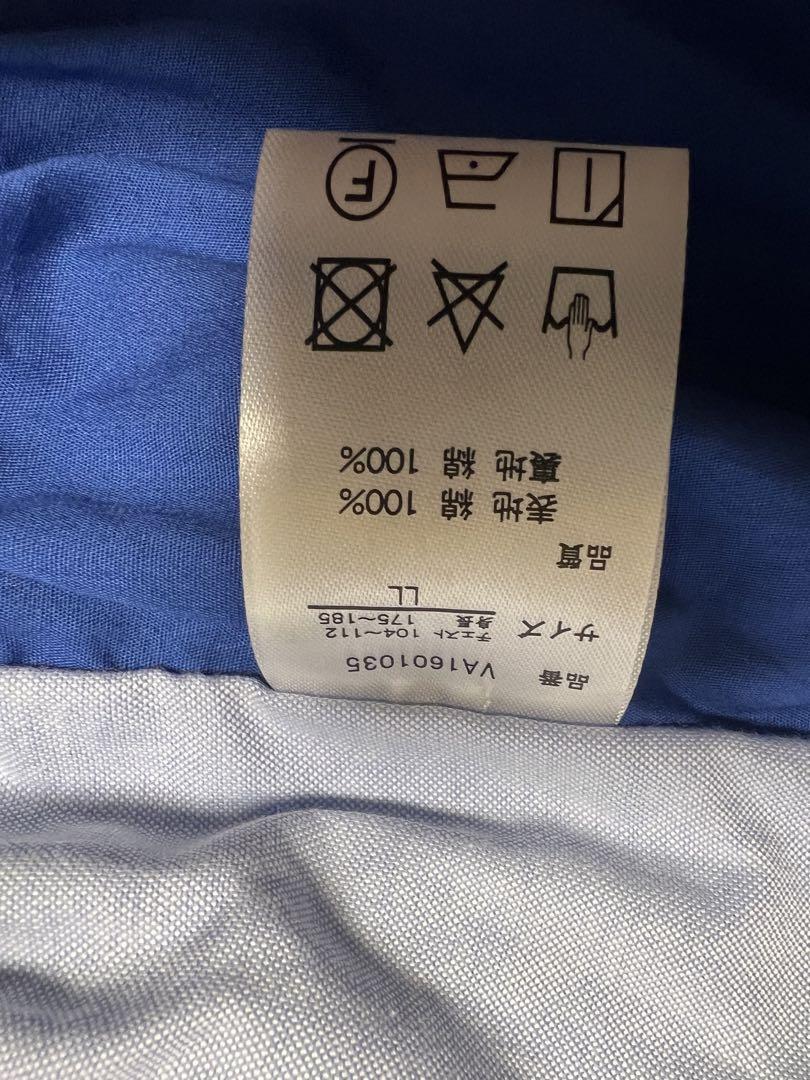 品番 VA1601035
サイズ チェスト 104~112
身長 175~185
LL
品質
表地 綿 100%
裏地 綿 100%
F